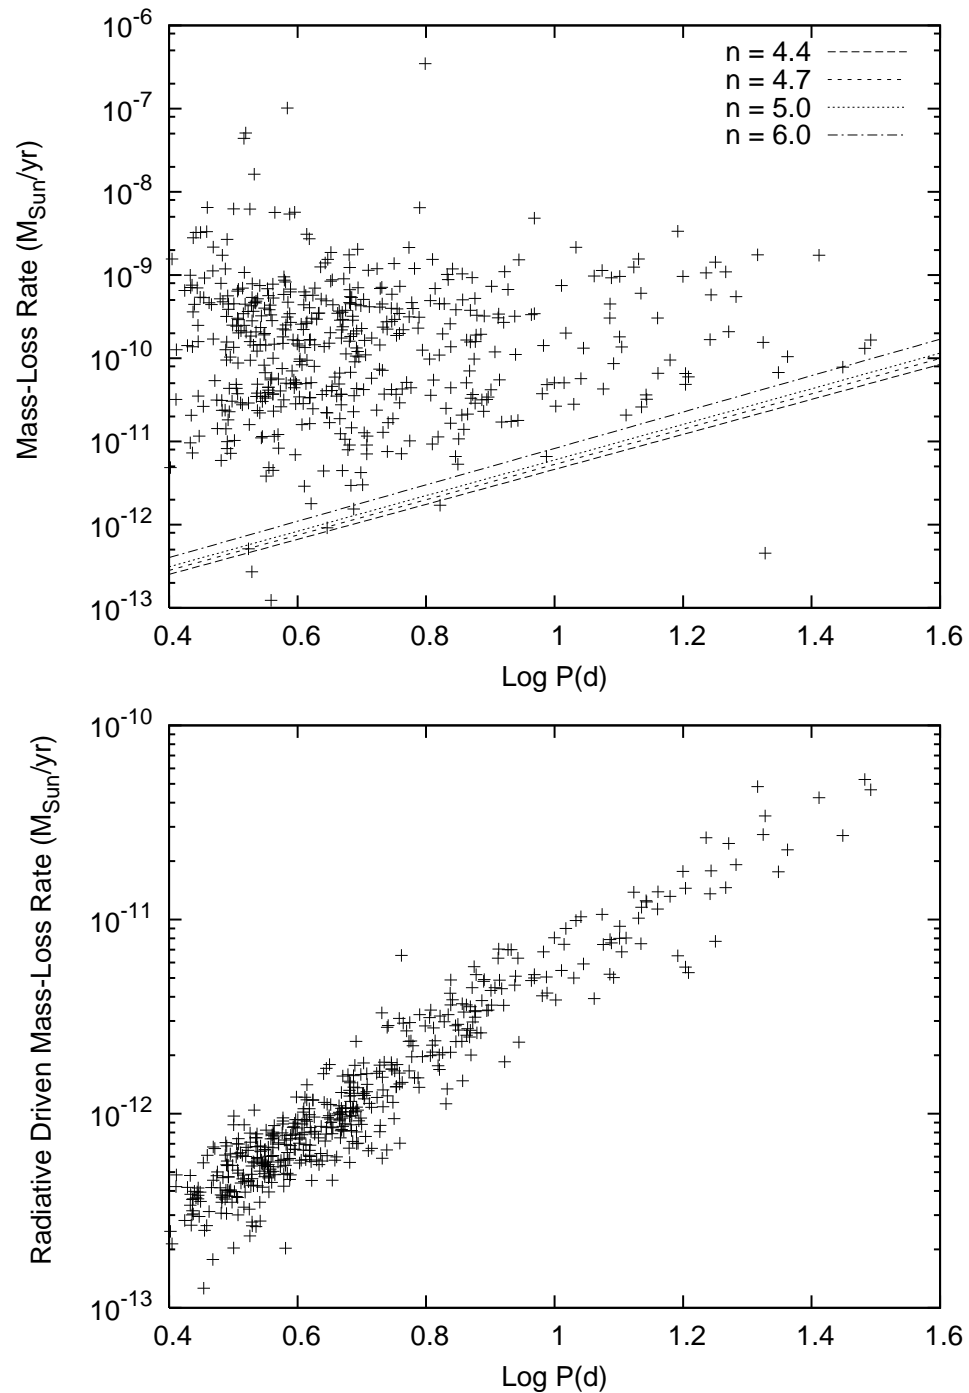 10^-6
10^-7
10^-8
10^-9
10^-10
10^-11
10^-12
10^-13
Mass-Loss Rate (M_Sun/yr)
n = 4.4
n = 4.7
n = 5.0
n = 6.0
0.4 0.6 0.8 1 1.2 1.4 1.6
Log P(d)
10^-10
10^-11
10^-12
10^-13
Radiative Driven Mass-Loss Rate (M_Sun/yr)
0.4 0.6 0.8 1 1.2 1.4 1.6
Log P(d)